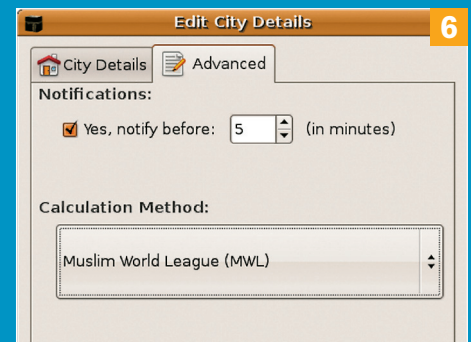 Edit City Details
6
City Details
Advanced
Notifications:
Yes, notify before: 5 (in minutes)
Calculation Method:
Muslim World League (MWL)